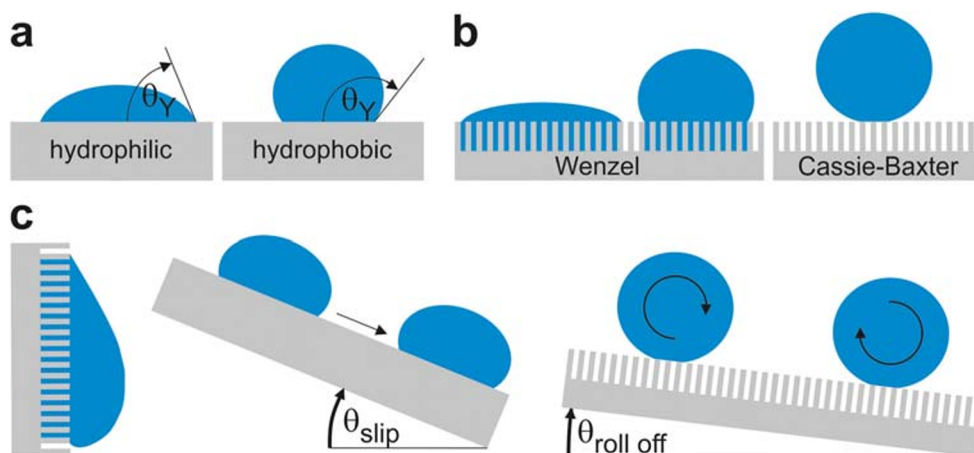 a
b
θY
θY
hydrophilic
hydrophobic
Wenzel
Cassie-Baxter
c
θslip
θroll off